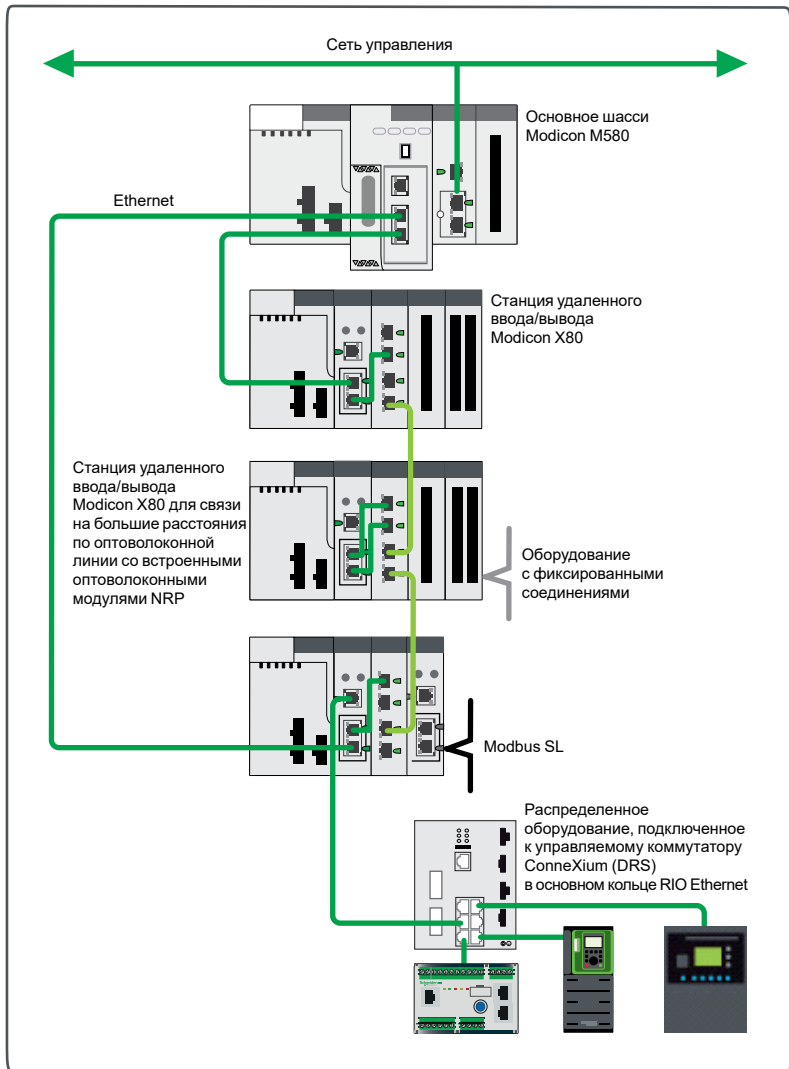 Сеть управления
Основное шасси
Modicon M580
Ethernet
Станция удаленного
ввода/вывода
Modicon X80
Станция удаленного
ввода/вывода
Modicon X80 для связи
на большие расстояния
по оптоволоконной
линии со встроенными
оптоволоконными
модулями NRP
Оборудование
с фиксированными
соединениями
Modbus SL
Распределенное
оборудование, подключенное
к управляемому коммутатору
ConneXium (DRS)
в основном кольце RIO Ethernet
Schneider